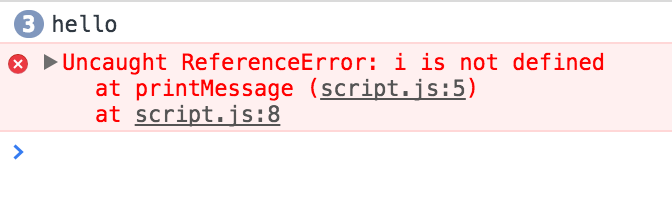 3 hello
Uncaught ReferenceError: i is not defined
at printMessage (script.js:5)
at script.js:8